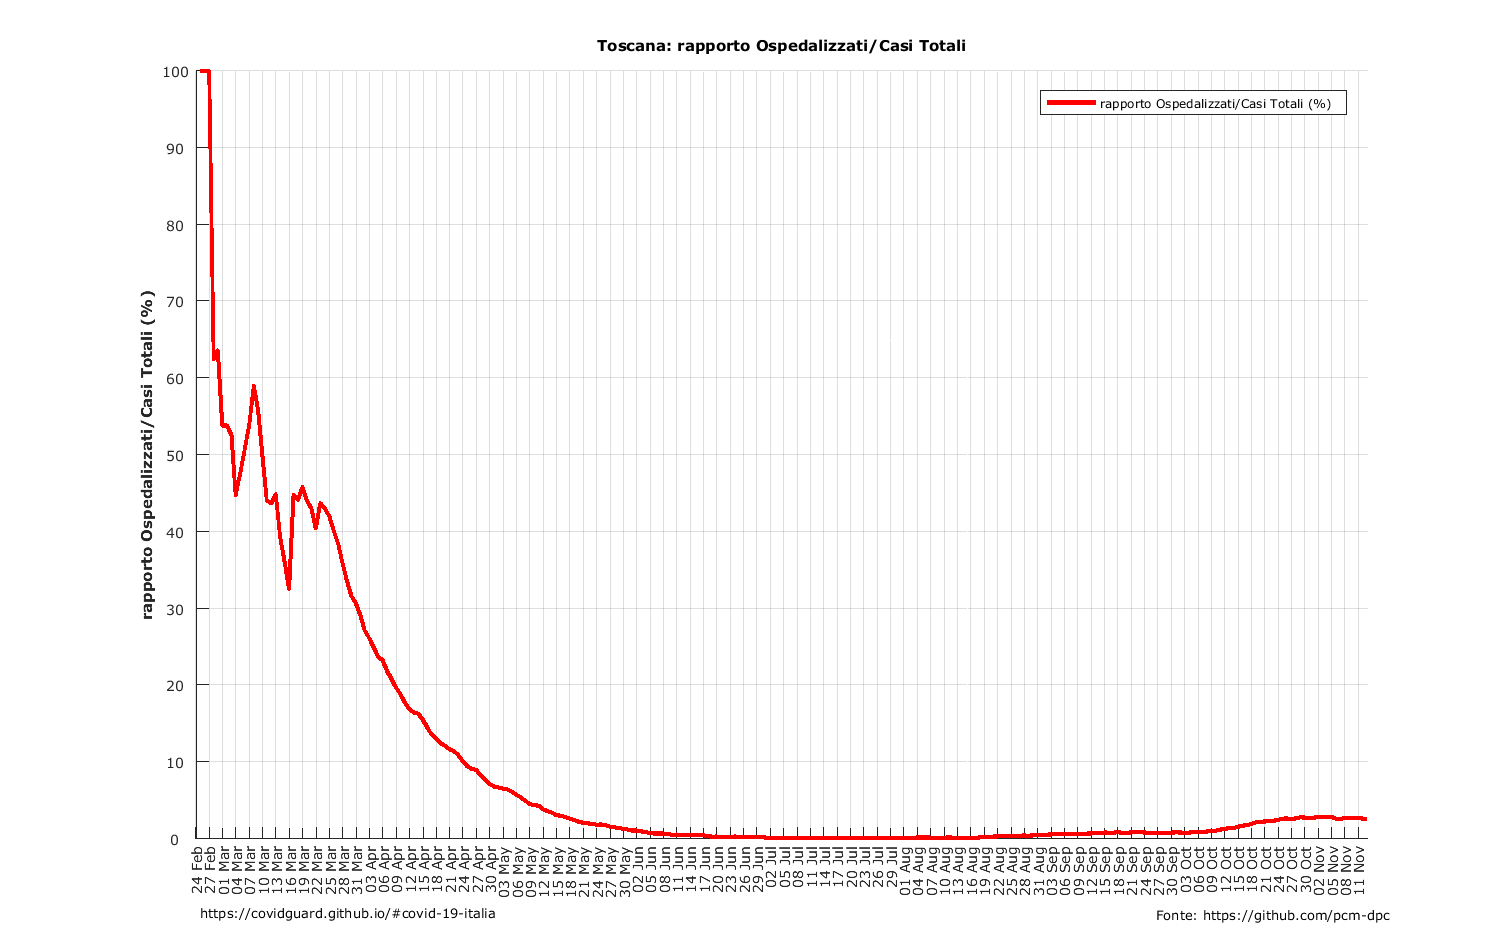 Toscana: rapporto Ospedalizzati/Casi Totali
rapporto Ospedalizzati/Casi Totali (%)
rapporto Ospedalizzati/Casi Totali (%)
100
90
80
70
60
50
40
30
20
10
0
24 Feb
27 Feb
01 Mar
04 Mar
07 Mar
10 Mar
13 Mar
16 Mar
19 Mar
22 Mar
25 Mar
28 Mar
31 Mar
03 Apr
06 Apr
09 Apr
12 Apr
15 Apr
18 Apr
21 Apr
24 Apr
27 Apr
30 Apr
03 May
06 May
09 May
12 May
15 May
18 May
21 May
24 May
27 May
30 May
02 Jun
05 Jun
08 Jun
11 Jun
14 Jun
17 Jun
20 Jun
23 Jun
26 Jun
29 Jun
02 Jul
05 Jul
08 Jul
11 Jul
14 Jul
17 Jul
20 Jul
23 Jul
26 Jul
29 Jul
01 Aug
04 Aug
07 Aug
10 Aug
13 Aug
16 Aug
19 Aug
22 Aug
25 Aug
28 Aug
31 Aug
03 Sep
06 Sep
09 Sep
12 Sep
15 Sep
18 Sep
21 Sep
24 Sep
27 Sep
30 Sep
03 Oct
06 Oct
09 Oct
12 Oct
15 Oct
18 Oct
21 Oct
24 Oct
27 Oct
30 Oct
02 Nov
05 Nov
08 Nov
11 Nov
https://covidguard.github.io/#covid-19-italia
Fonte: https://github.com/pcm-dpc